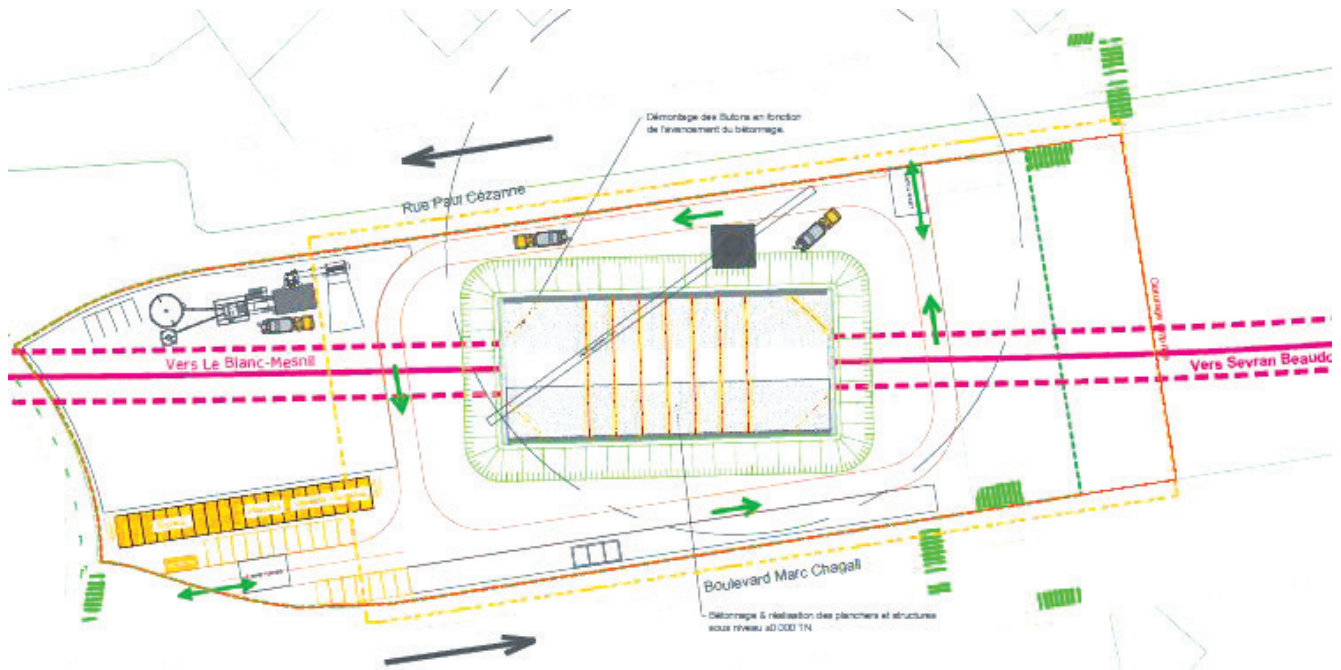 Démontage des Butons en fonction
de l'avancement du bétonnage.
Rue Paul Cézanne
Vers Le Blanc-Mesnil
Vers Sevran Beaudo
Boulevard Marc Chagall
Bétonnage & réalisation des planchers et structures
sous niveau ±0.000 TN.